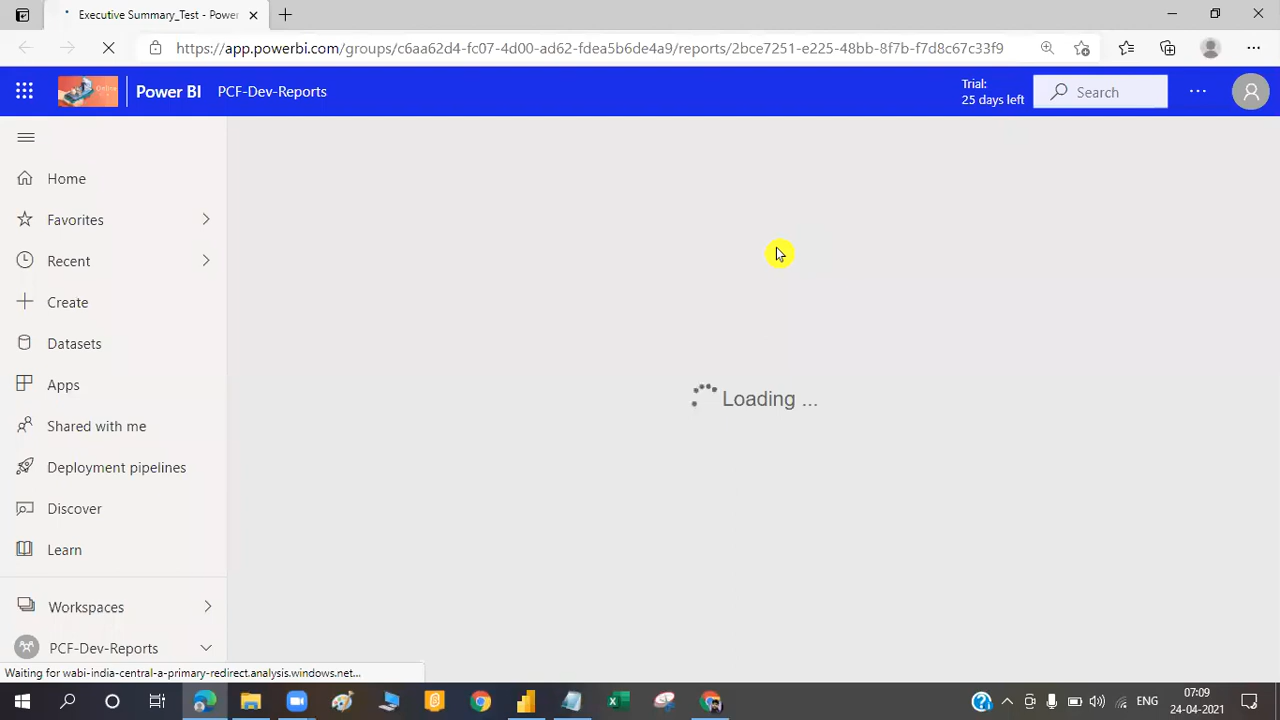 Executive Summary_Test - Power
https://app.powerbi.com/groups/c6aa62d4-fc07-4d00-ad62-fdea5b6de4a9/reports/2bce7251-e225-48bb-8f7b-f7d8c67c33f9
Power BI PCF-Dev-Reports
Trial:
25 days left
Search
Home
Favorites
Recent
Create
Datasets
Apps
Shared with me
Deployment pipelines
Discover
Learn
Workspaces
PCF-Dev-Reports
Loading ...
Waiting for wabi-india-central-a-primary-redirect.analysis.windows.net...
ENG
07:09
24-04-2021